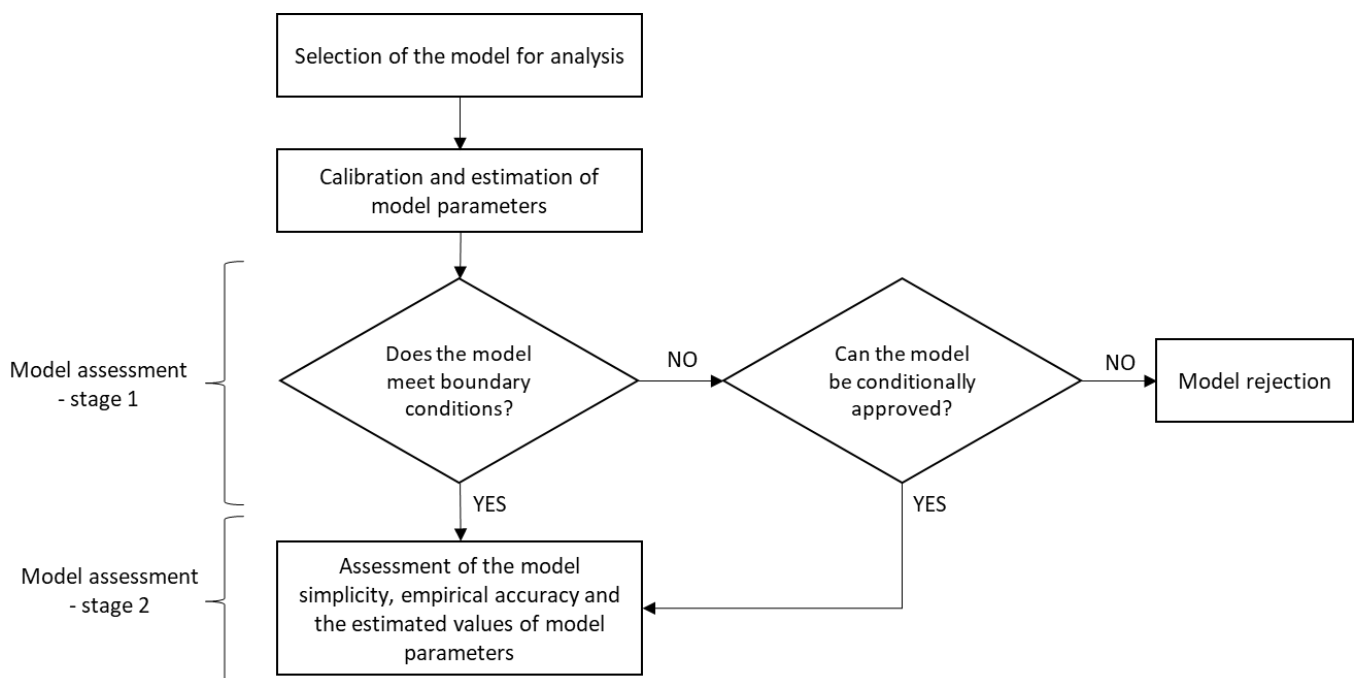 Selection of the model for analysis
Calibration and estimation of
model parameters
Model assessment
- stage 1
Does the model
meet boundary
conditions?
NO
Can the model
be conditionally
approved?
NO
Model rejection
YES
YES
Model assessment
- stage 2
Assessment of the model
simplicity, empirical accuracy and
the estimated values of model
parameters